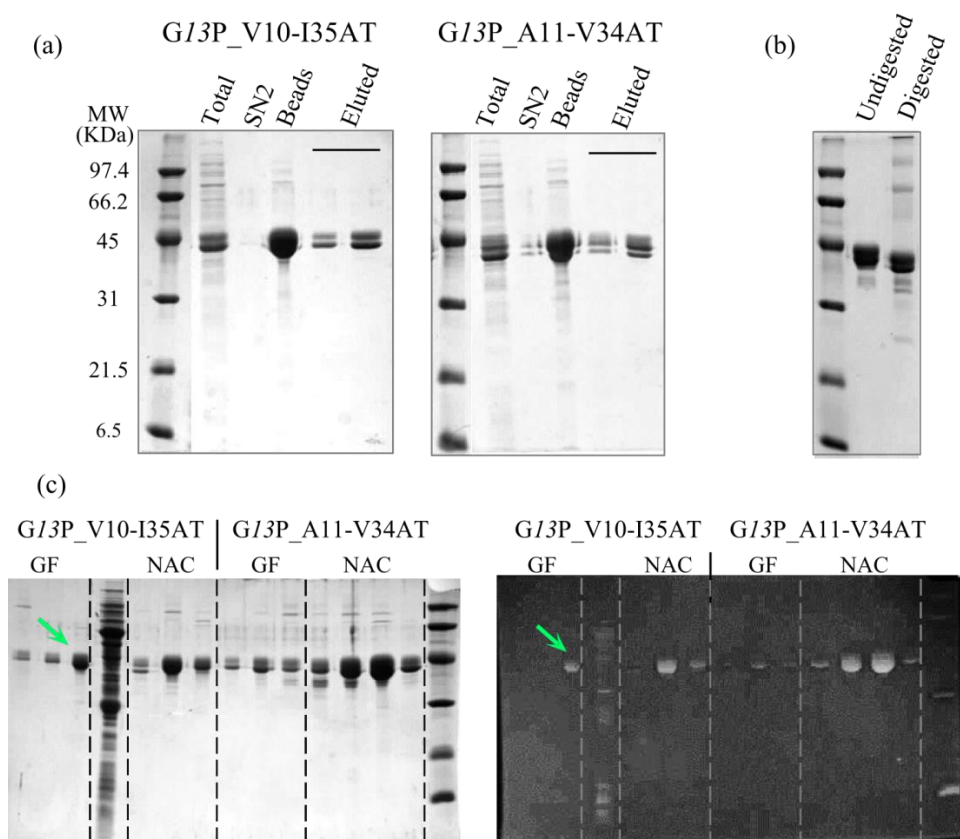 (a)
G13P_V10-I35AT
G13P_A11-V34AT
(b)
MW
(KDa)
Total
SN2
Beads
Eluted
Total
SN2
Beads
Eluted
Undigested
Digested
97.4
66.2
45
31
21.5
6.5
(c)
G13P_V10-I35AT
G13P_A11-V34AT
GF
NAC
GF
NAC
G13P_V10-I35AT
G13P_A11-V34AT
GF
NAC
GF
NAC